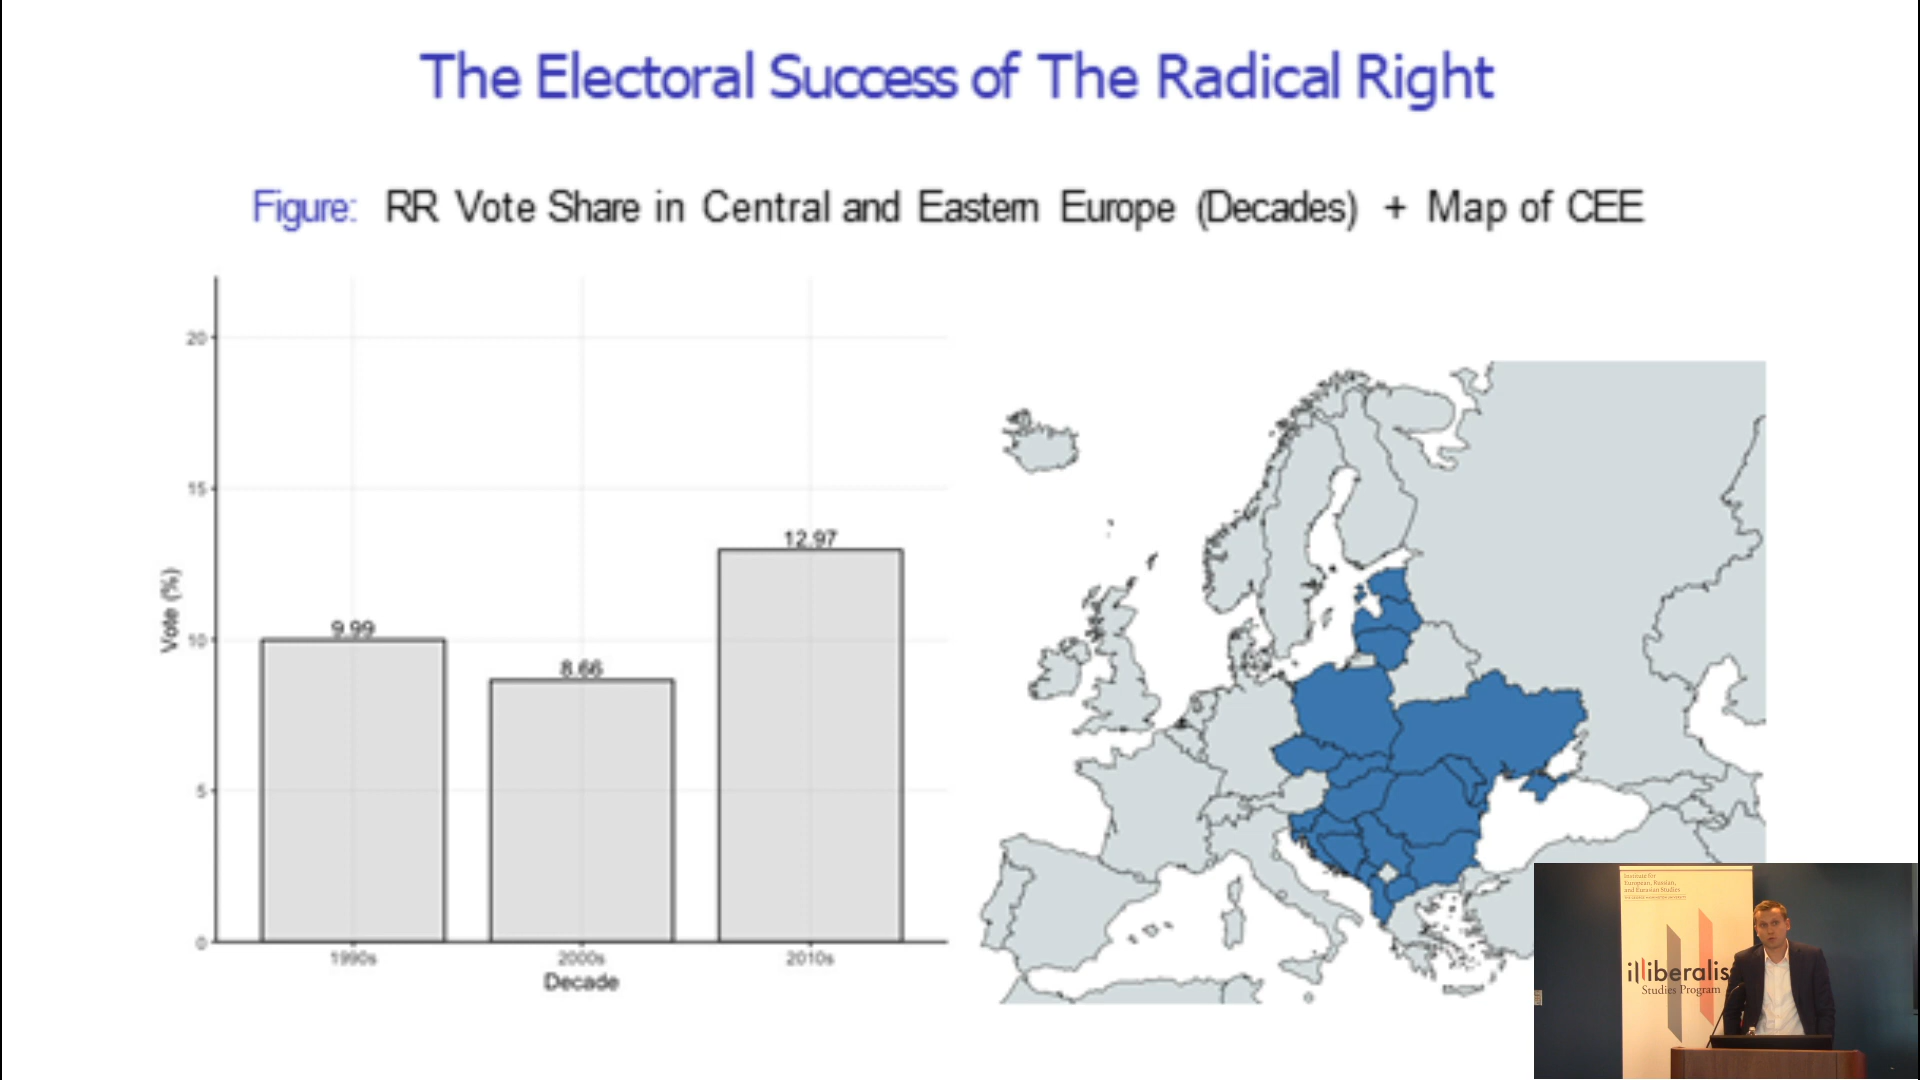 The Electoral Success of The Radical Right
Figure: RR Vote Share in Central and Eastern Europe (Decades) + Map of CEE
20
15
10
5
0
Vote (%)
9.99
8.66
12.97
1990s
2000s
2010s
Decade
Institute for
European, Russian,
and Eurasian Studies
illiberalis
Studies Program